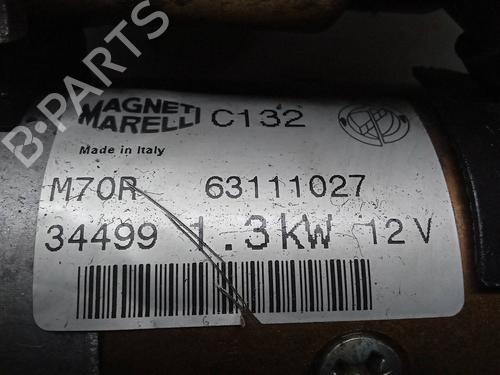 B-PARTS
MAGNETI
MARELLI
C132
Made in Italy
M70R 63111027
34499 1.3kW 12V